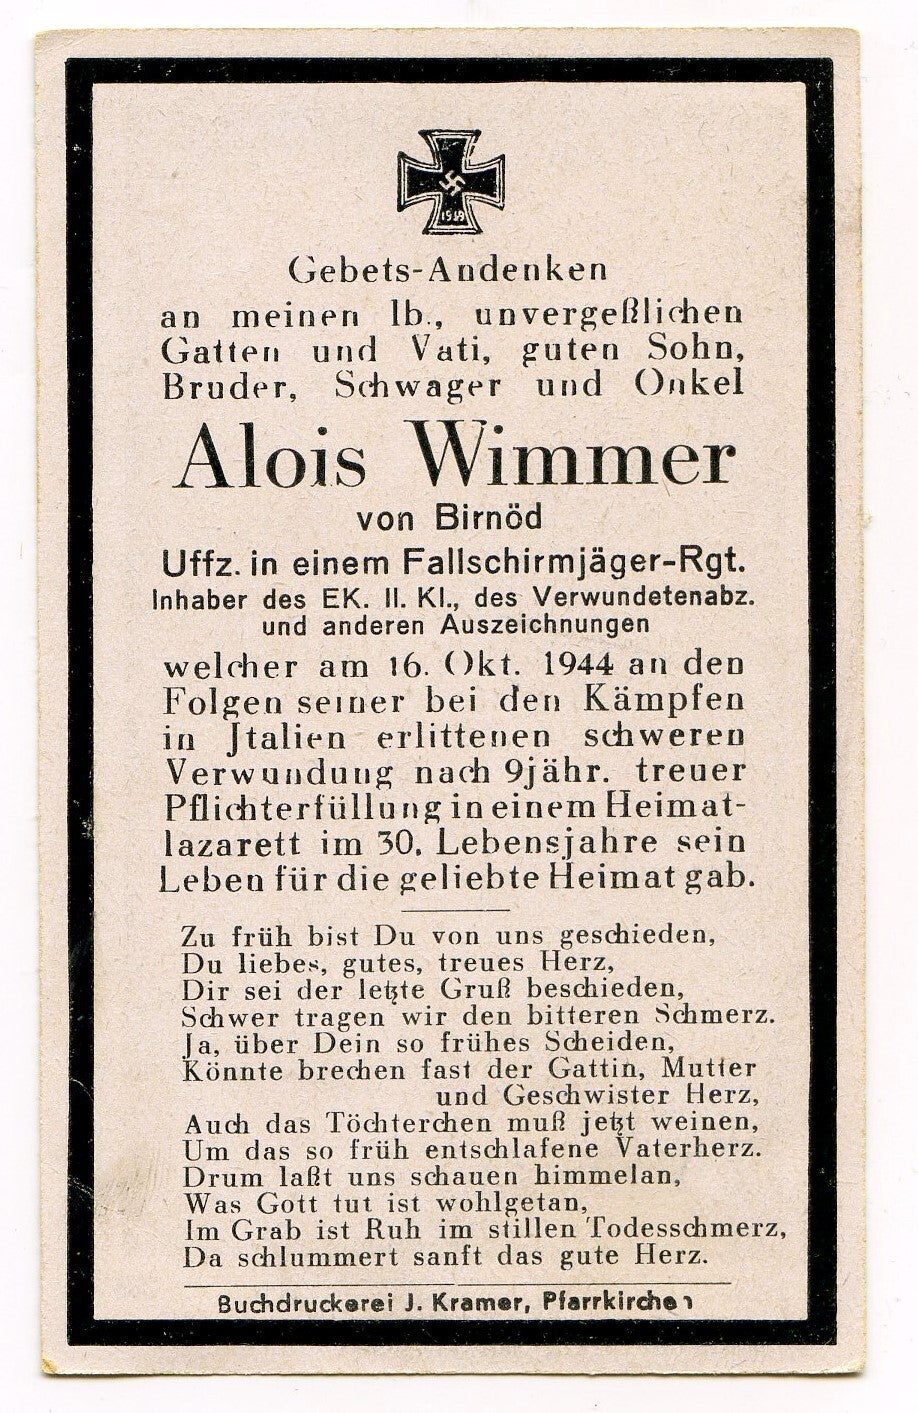 1939
Gebets-Andenken
an meinen lb., unvergeßlichen
Gatten und Vati, guten Sohn,
Bruder, Schwager und Onkel
Alois Wimmer
von Birnöd
Uffz. in einem Fallschirmjäger-Rgt.
Inhaber des EK. II. Kl., des Verwundetenabz.
und anderen Auszeichnungen
welcher am 16. Okt. 1944 an den
Folgen seiner bei den Kämpfen
in Jtalien erlittenen schweren
Verwundung nach 9jähr. treuer
Pflichterfüllung in einem Heimat-
lazarett im 30. Lebensjahre sein
Leben für die geliebte Heimat gab.
Zu früh bist Du von uns geschieden,
Du liebes, gutes, treues Herz,
Dir sei der letzte Gruß beschieden,
Schwer tragen wir den bitteren Schmerz.
Ja, über Dein so frühes Scheiden,
Könnte brechen fast der Gattin, Mutter
und Geschwister Herz,
Auch das Töchterchen muß jetzt weinen,
Um das so früh entschlafene Vaterherz.
Drum laßt uns schauen himmelan,
Was Gott tut ist wohlgetan,
Im Grab ist Ruh im stillen Todesschmerz,
Da schlummert sanft das gute Herz.
Buchdruckerei J. Kramer, Pfarrkirchen